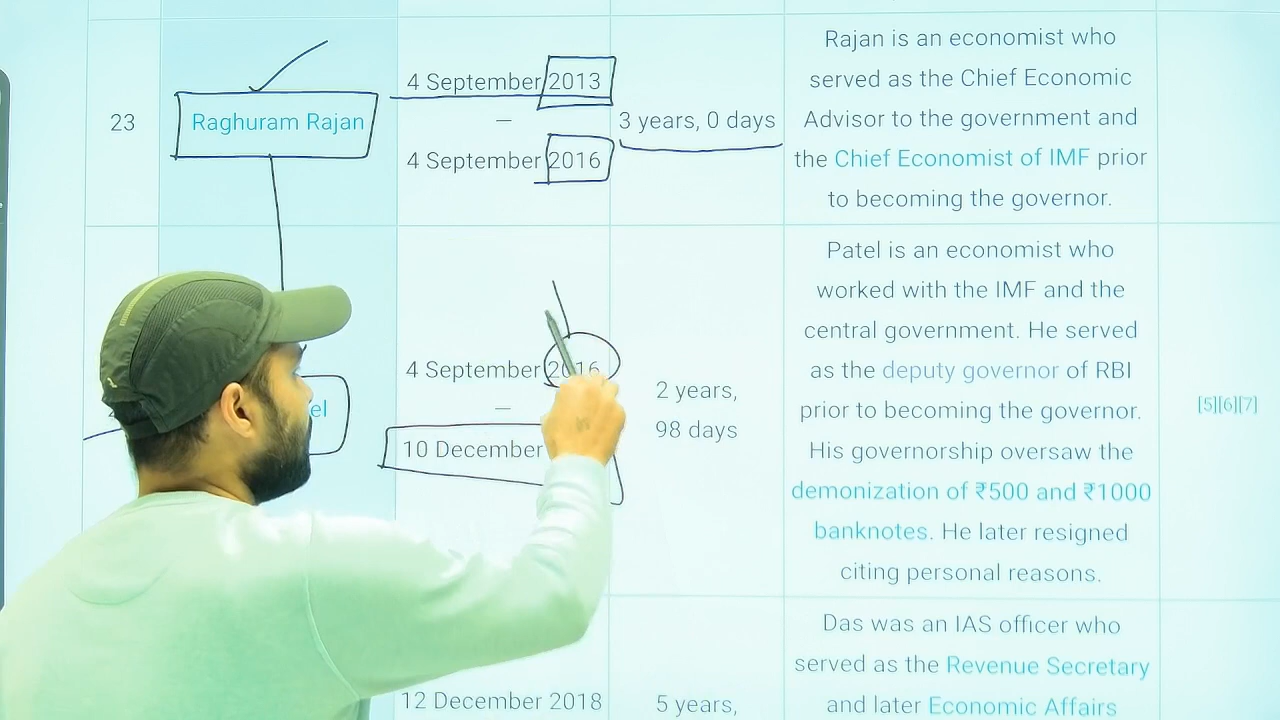 23
Raghuram Rajan
4 September 2013
–
4 September 2016
3 years, 0 days
Rajan is an economist who
served as the Chief Economic
Advisor to the government and
the Chief Economist of IMF prior
to becoming the governor.
el
4 September 2016
–
10 December
2 years,
98 days
Patel is an economist who
worked with the IMF and the
central government. He served
as the deputy governor of RBI
prior to becoming the governor.
His governorship oversaw the
demonization of ₹500 and ₹1000
banknotes. He later resigned
citing personal reasons.
[5][6][7]
12 December 2018
5 years,
Das was an IAS officer who
served as the Revenue Secretary
and later Economic Affairs